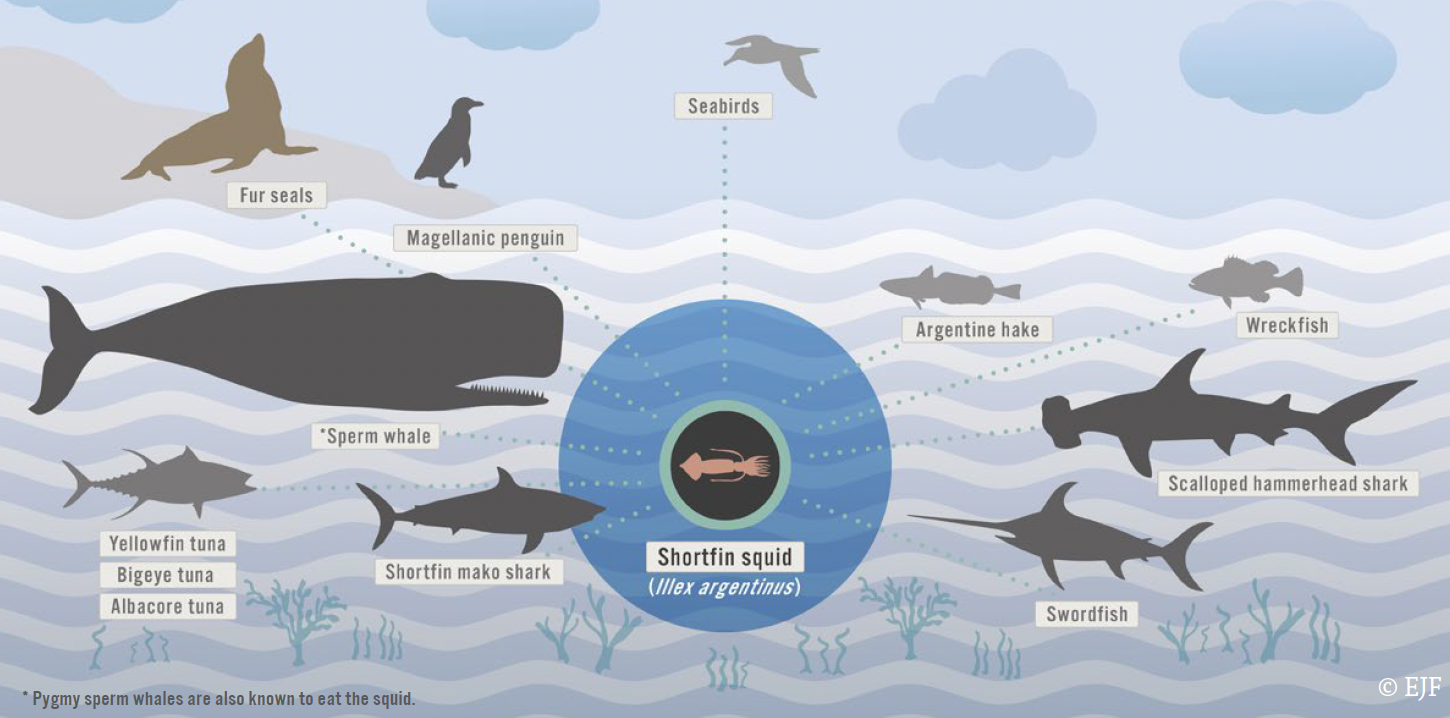 Seabirds
Fur seals
Magellanic penguin
Argentine hake
Wreckfish
*Sperm whale
Scalloped hammerhead shark
Yellowfin tuna
Bigeye tuna
Albacore tuna
Shortfin mako shark
Shortfin squid
(Illex argentinus)
Swordfish
* Pygmy sperm whales are also known to eat the squid.
© EJF